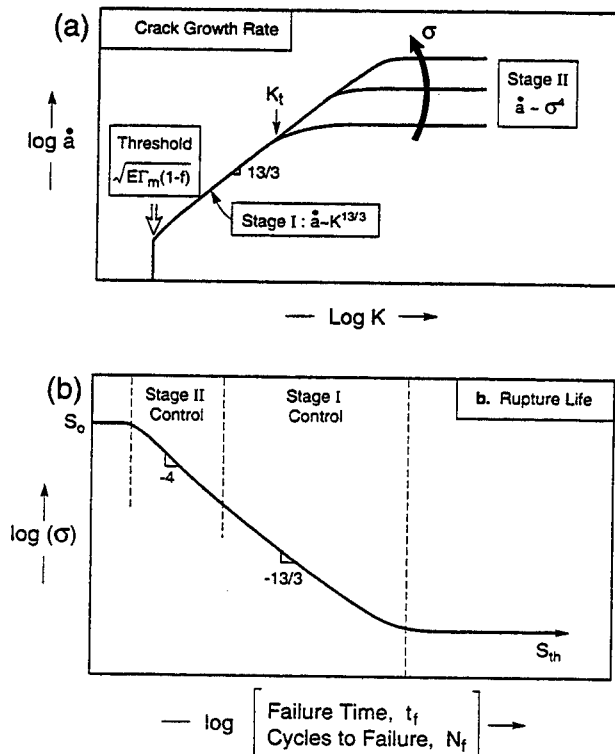 (a)
Crack Growth Rate
σ
Stage II
ȧ ~ σ⁴
K_t
log ȧ
Threshold
√EΓ_m(1-f)
13/3
Stage I : ȧ~K^13/3
Log K
(b)
Stage II
Control
Stage I
Control
b. Rupture Life
S_o
-4
log (σ)
-13/3
S_th
log [ Failure Time, t_f
Cycles to Failure, N_f ]